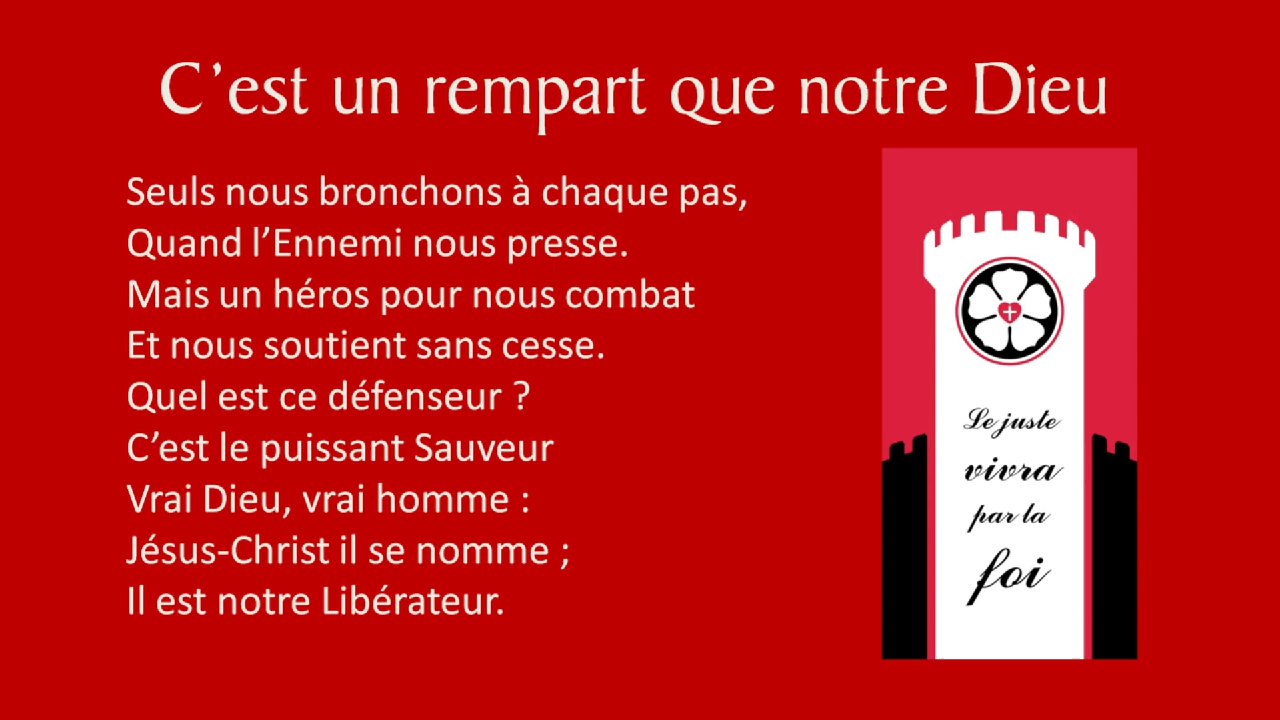 C'est un rempart que notre Dieu
Seuls nous bronchons à chaque pas,
Quand l’Ennemi nous presse.
Mais un héros pour nous combat
Et nous soutient sans cesse.
Quel est ce défenseur ?
C’est le puissant Sauveur
Vrai Dieu, vrai homme :
Jésus-Christ il se nomme ;
Il est notre Libérateur.
Le juste
vivra
par la
foi